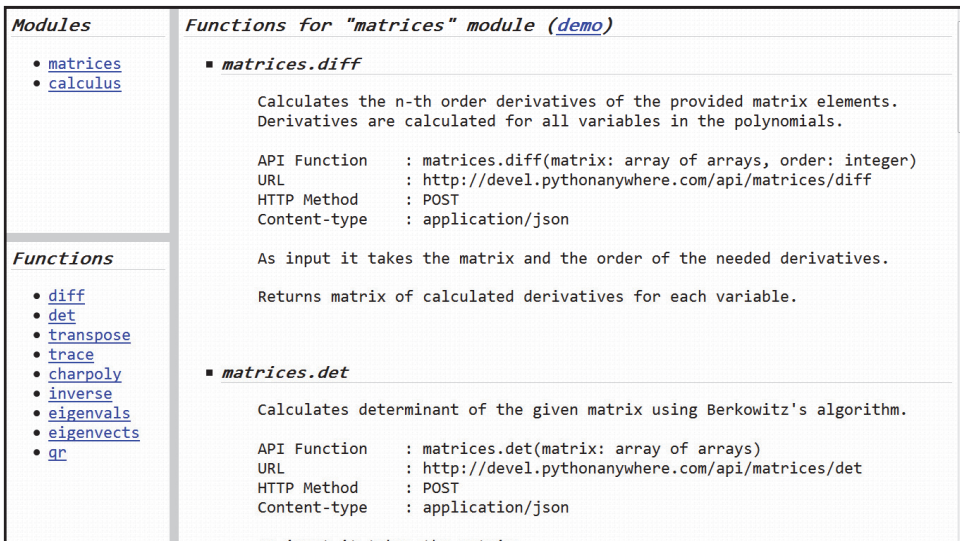 Modules
matrices
calculus
Functions
diff
det
transpose
trace
charpoly
inverse
eigenvals
eigenvects
qr
Functions for "matrices" module (demo)
matrices.diff
Calculates the n-th order derivatives of the provided matrix elements.
Derivatives are calculated for all variables in the polynomials.
API Function : matrices.diff(matrix: array of arrays, order: integer)
URL : http://devel.pythonanywhere.com/api/matrices/diff
HTTP Method : POST
Content-type : application/json
As input it takes the matrix and the order of the needed derivatives.
Returns matrix of calculated derivatives for each variable.
matrices.det
Calculates determinant of the given matrix using Berkowitz's algorithm.
API Function : matrices.det(matrix: array of arrays)
URL : http://devel.pythonanywhere.com/api/matrices/det
HTTP Method : POST
Content-type : application/json